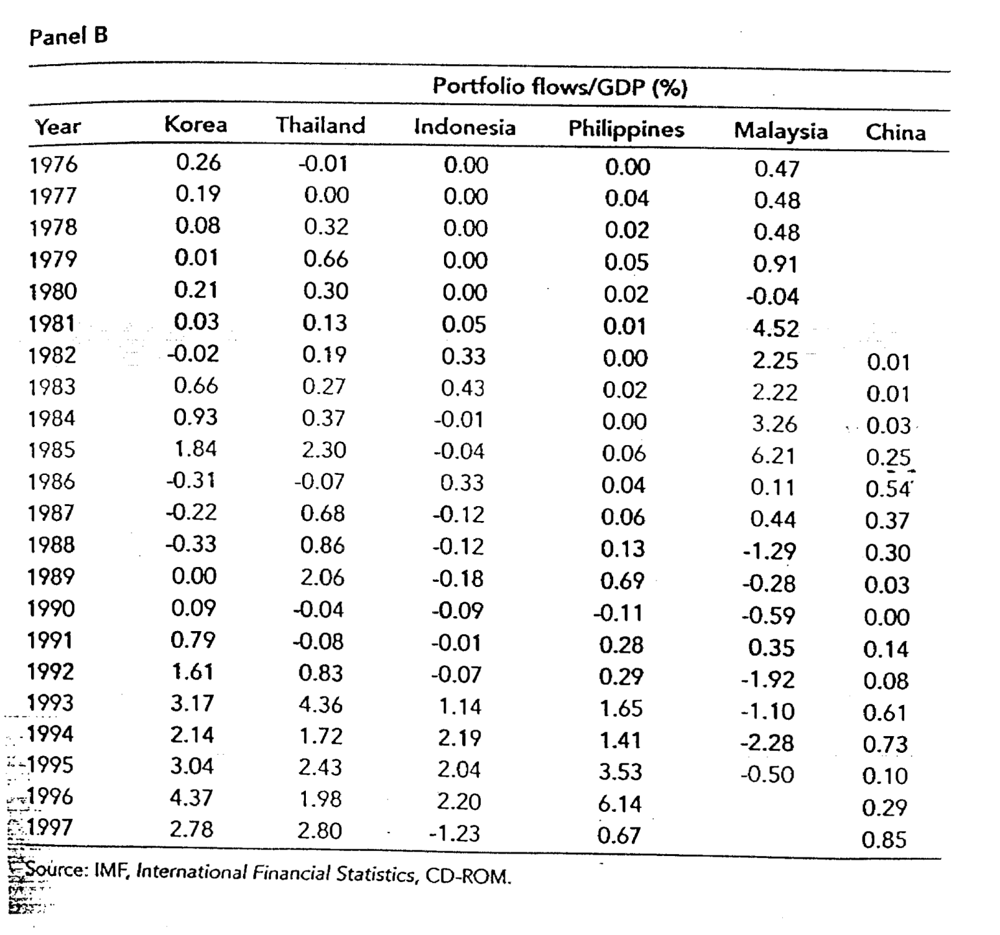 Panel B
Portfolio flows/GDP (%)
Year Korea Thailand Indonesia Philippines Malaysia China
1976 0.26 -0.01 0.00 0.00 0.47
1977 0.19 0.00 0.00 0.04 0.48
1978 0.08 0.32 0.00 0.02 0.48
1979 0.01 0.66 0.00 0.05 0.91
1980 0.21 0.30 0.00 0.02 -0.04
1981 0.03 0.13 0.05 0.01 4.52
1982 -0.02 0.19 0.33 0.00 2.25 0.01
1983 0.66 0.27 0.43 0.02 2.22 0.01
1984 0.93 0.37 -0.01 0.00 3.26 0.03
1985 1.84 2.30 -0.04 0.06 6.21 0.25
1986 -0.31 -0.07 0.33 0.04 0.11 0.54
1987 -0.22 0.68 -0.12 0.06 0.44 0.37
1988 -0.33 0.86 -0.12 0.13 -1.29 0.30
1989 0.00 2.06 -0.18 0.69 -0.28 0.03
1990 0.09 -0.04 -0.09 -0.11 -0.59 0.00
1991 0.79 -0.08 -0.01 0.28 0.35 0.14
1992 1.61 0.83 -0.07 0.29 -1.92 0.08
1993 3.17 4.36 1.14 1.65 -1.10 0.61
1994 2.14 1.72 2.19 1.41 -2.28 0.73
1995 3.04 2.43 2.04 3.53 -0.50 0.10
1996 4.37 1.98 2.20 6.14 0.29
1997 2.78 2.80 -1.23 0.67 0.85
Source: IMF, International Financial Statistics, CD-ROM.